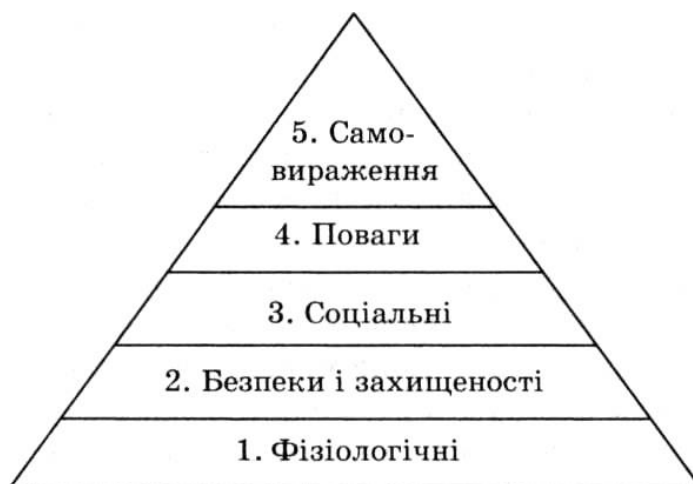 5. Само-
вираження
4. Поваги
3. Соціальні
2. Безпеки і захищеності
1. Фізіологічні